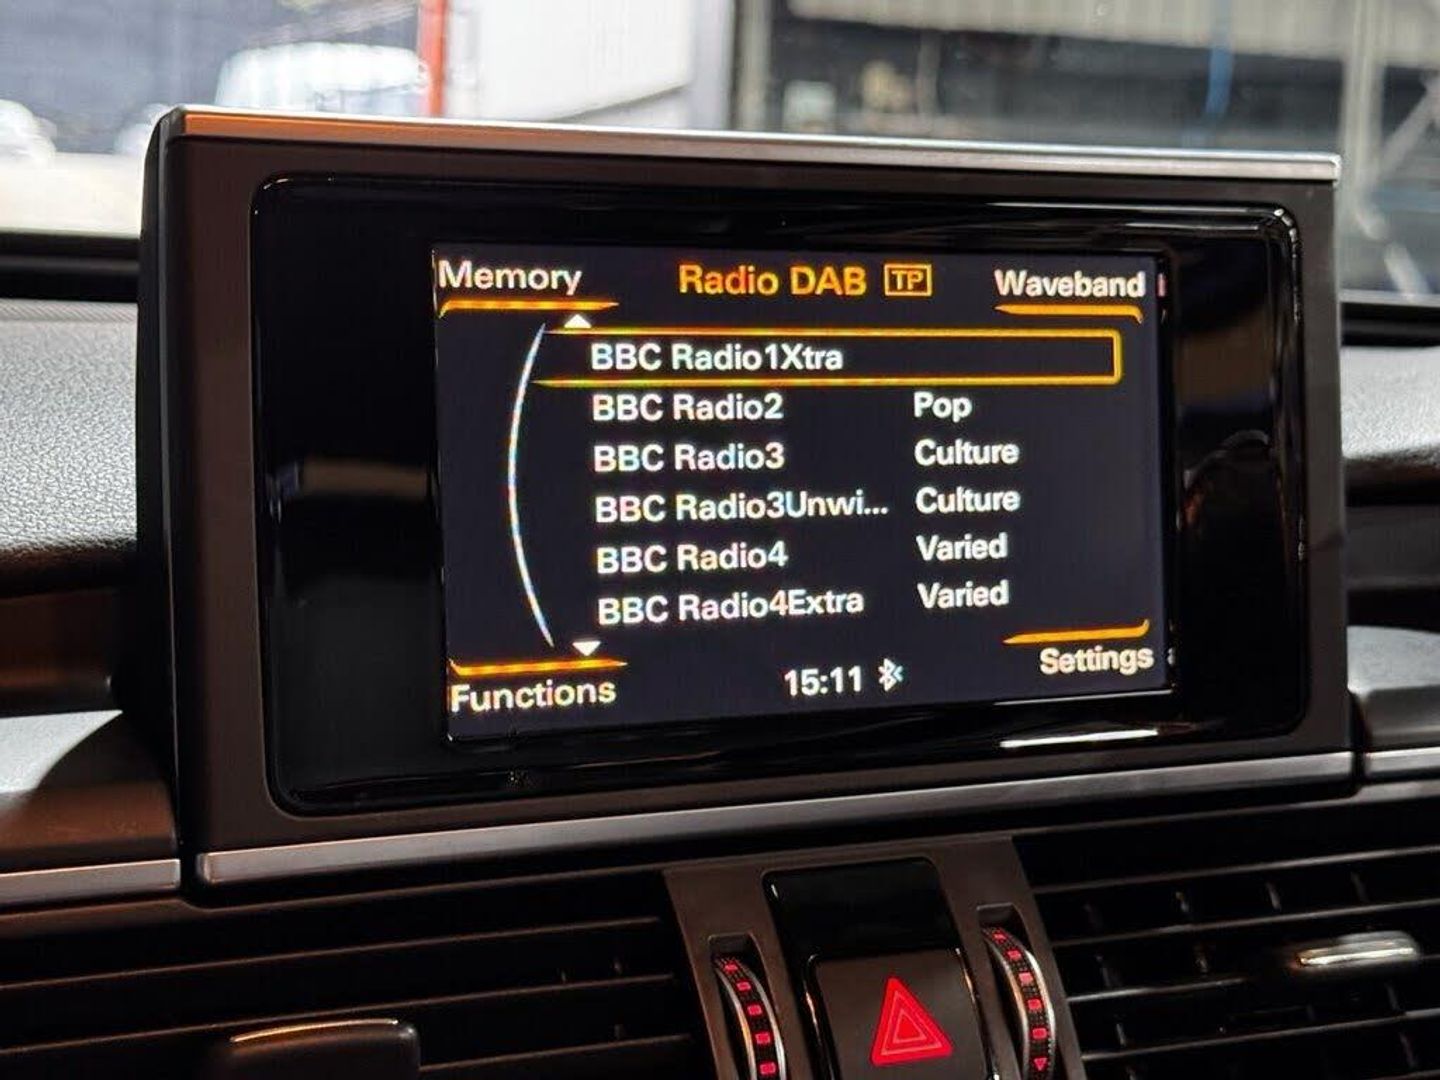 Memory Radio DAB TP Waveband
BBC Radio1Xtra
BBC Radio2 Pop
BBC Radio3 Culture
BBC Radio3Unwi... Culture
BBC Radio4 Varied
BBC Radio4Extra Varied
Functions 15:11 Settings